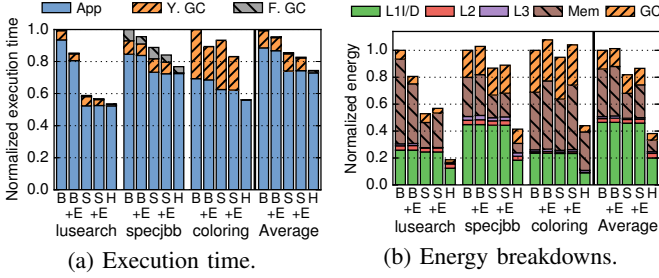 App Y. GC F. GC
Normalized execution time
1.0
0.8
0.6
0.4
0.2
0.0
B B S S H B B S S H B B S S H B B S S H
+E +E +E +E +E +E +E +E
lusearch specjbb coloring Average
(a) Execution time.
L1I/D L2 L3 Mem GC
Normalized energy
1.0
0.8
0.6
0.4
0.2
0.0
B B S S H B B S S H B B S S H B B S S H
+E +E +E +E +E +E +E +E
lusearch specjbb coloring Average
(b) Energy breakdowns.